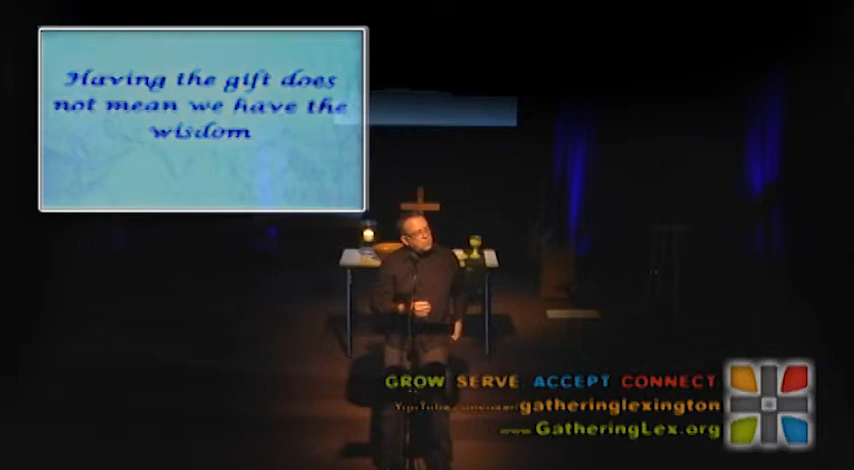 Having the gift does
not mean we have the
wisdom
GROW SERVE ACCEPT CONNECT
gatheringlexington
www.GatheringLex.org